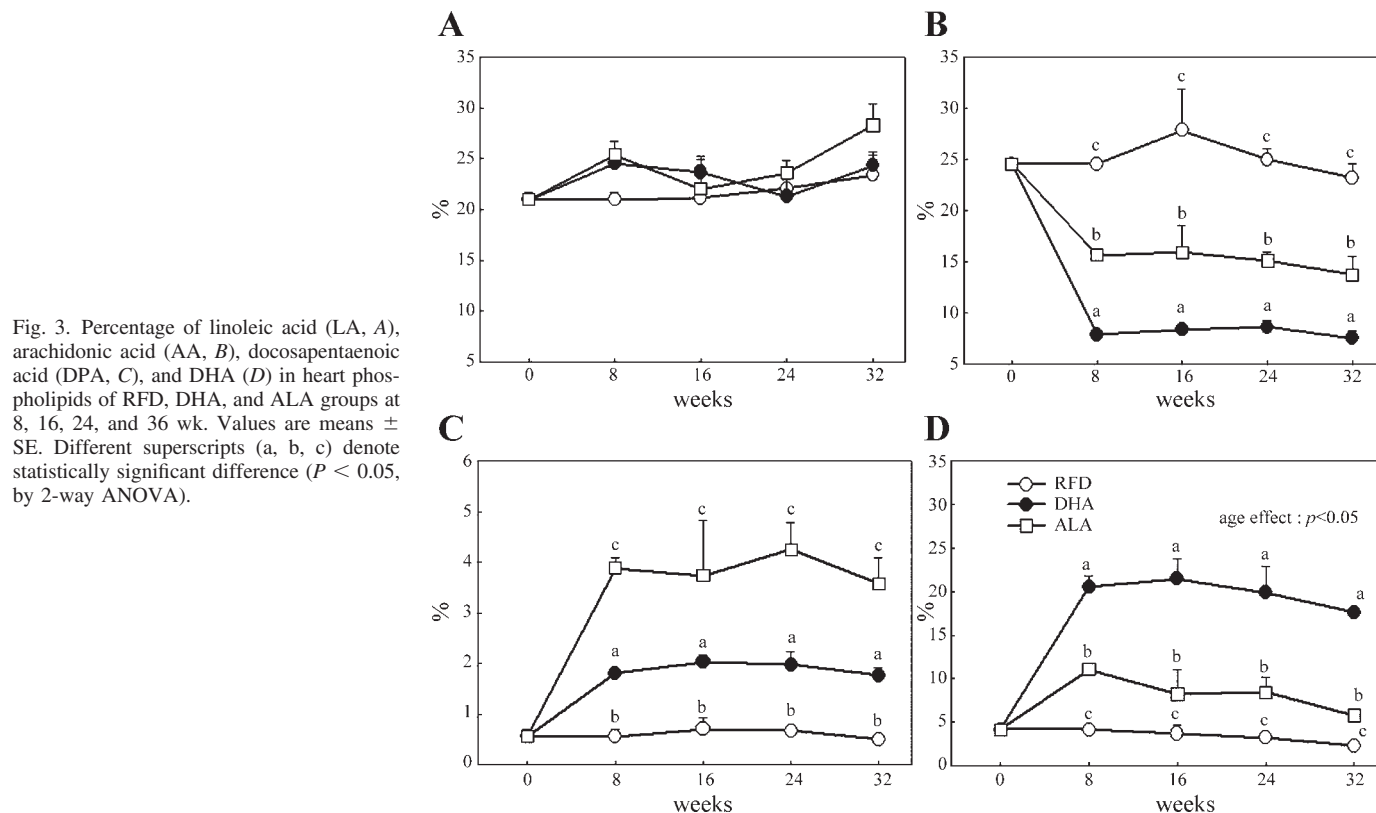 Fig. 3. Percentage of linoleic acid (LA, A),
arachidonic acid (AA, B), docosapentaenoic
acid (DPA, C), and DHA (D) in heart phos-
pholipids of RFD, DHA, and ALA groups at
8, 16, 24, and 36 wk. Values are means ±
SE. Different superscripts (a, b, c) denote
statistically significant difference (P < 0.05,
by 2-way ANOVA).
A
35
30
25
20
15
10
5
%
0 8 16 24 32
weeks
B
35
30
25
20
15
10
5
%
c c c c
b b b b
a a a a
0 8 16 24 32
weeks
C
6
5
4
3
2
1
0
%
c c c c
a a a a
b b b b
0 8 16 24 32
weeks
D
35
30
25
20
15
10
5
0
%
RFD
DHA
ALA
age effect : p<0.05
a a a a
b b b b
c c c c
0 8 16 24 32
weeks